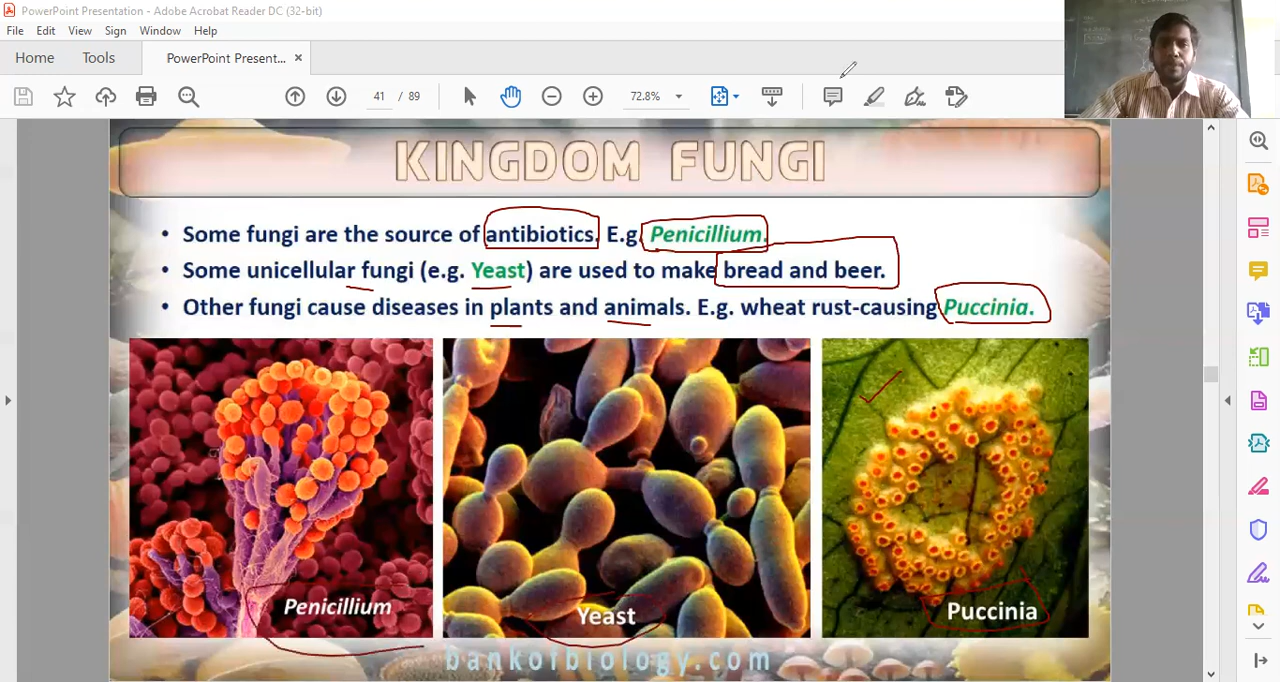 PowerPoint Presentation - Adobe Acrobat Reader DC (32-bit)
File Edit View Sign Window Help
Home Tools PowerPoint Present... ×
41 / 89 72.8%
KINGDOM FUNGI
• Some fungi are the source of antibiotics. E.g. Penicillium.
• Some unicellular fungi (e.g. Yeast) are used to make bread and beer.
• Other fungi cause diseases in plants and animals. E.g. wheat rust-causing Puccinia.
Penicillium
Yeast
Puccinia
bankofbiology.com